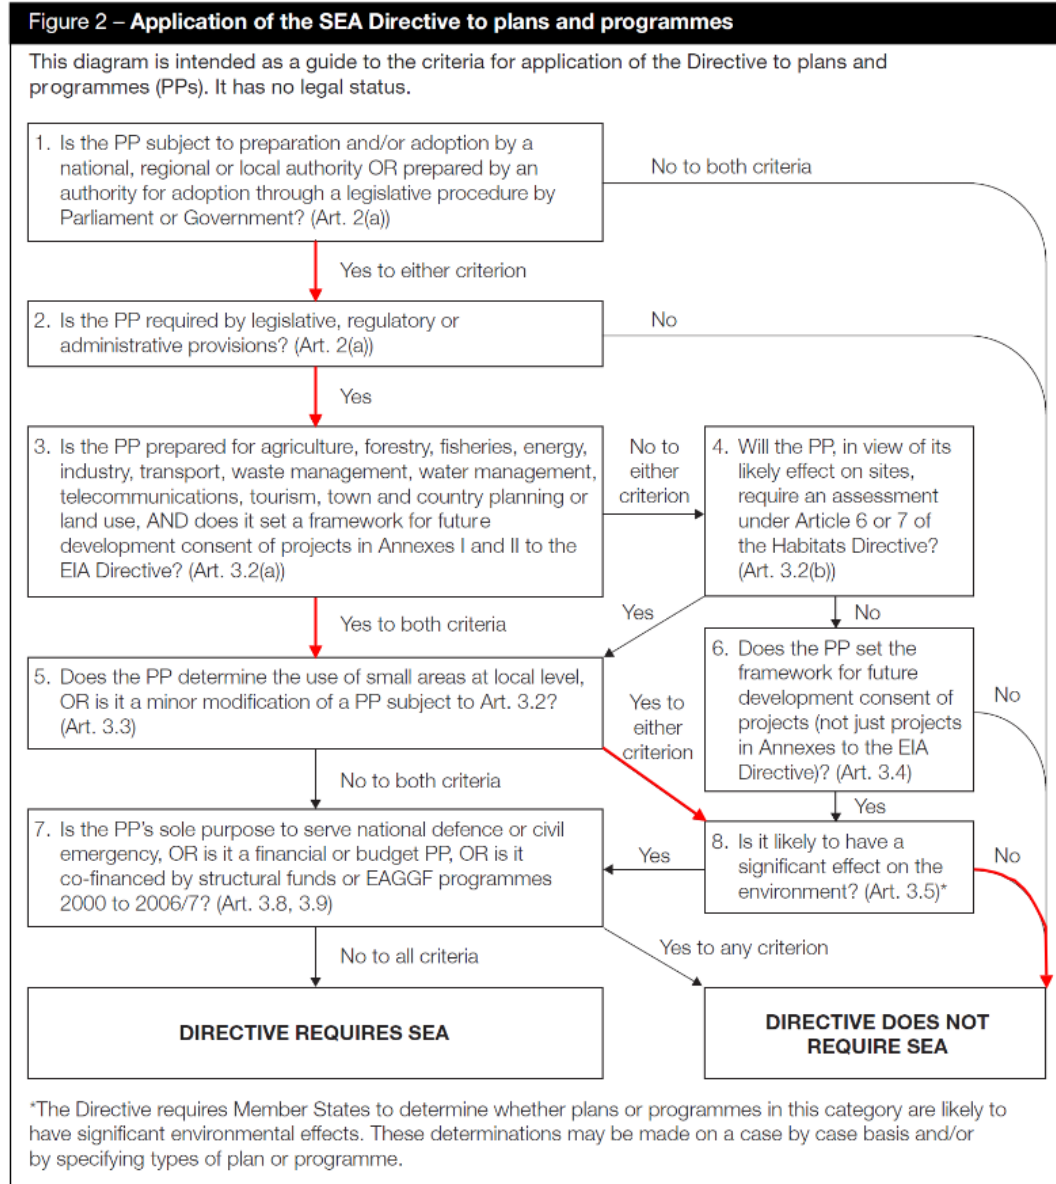 Figure 2 – Application of the SEA Directive to plans and programmes
This diagram is intended as a guide to the criteria for application of the Directive to plans and
programmes (PPs). It has no legal status.
1. Is the PP subject to preparation and/or adoption by a
national, regional or local authority OR prepared by an
authority for adoption through a legislative procedure by
Parliament or Government? (Art. 2(a))
No to both criteria
Yes to either criterion
2. Is the PP required by legislative, regulatory or
administrative provisions? (Art. 2(a))
No
Yes
3. Is the PP prepared for agriculture, forestry, fisheries, energy,
industry, transport, waste management, water management,
telecommunications, tourism, town and country planning or
land use, AND does it set a framework for future
development consent of projects in Annexes I and II to the
EIA Directive? (Art. 3.2(a))
No to
either
criterion
4. Will the PP, in view of its
likely effect on sites,
require an assessment
under Article 6 or 7 of
the Habitats Directive?
(Art. 3.2(b))
Yes to both criteria
Yes
No
5. Does the PP determine the use of small areas at local level,
OR is it a minor modification of a PP subject to Art. 3.2?
(Art. 3.3)
Yes to
either
criterion
6. Does the PP set the
framework for future
development consent of
projects (not just projects
in Annexes to the EIA
Directive)? (Art. 3.4)
No
No to both criteria
Yes
7. Is the PP's sole purpose to serve national defence or civil
emergency, OR is it a financial or budget PP, OR is it
co-financed by structural funds or EAGGF programmes
2000 to 2006/7? (Art. 3.8, 3.9)
Yes
8. Is it likely to have a
significant effect on the
environment? (Art. 3.5)*
No
No to all criteria
Yes to any criterion
DIRECTIVE REQUIRES SEA
DIRECTIVE DOES NOT
REQUIRE SEA
*The Directive requires Member States to determine whether plans or programmes in this category are likely to
have significant environmental effects. These determinations may be made on a case by case basis and/or
by specifying types of plan or programme.